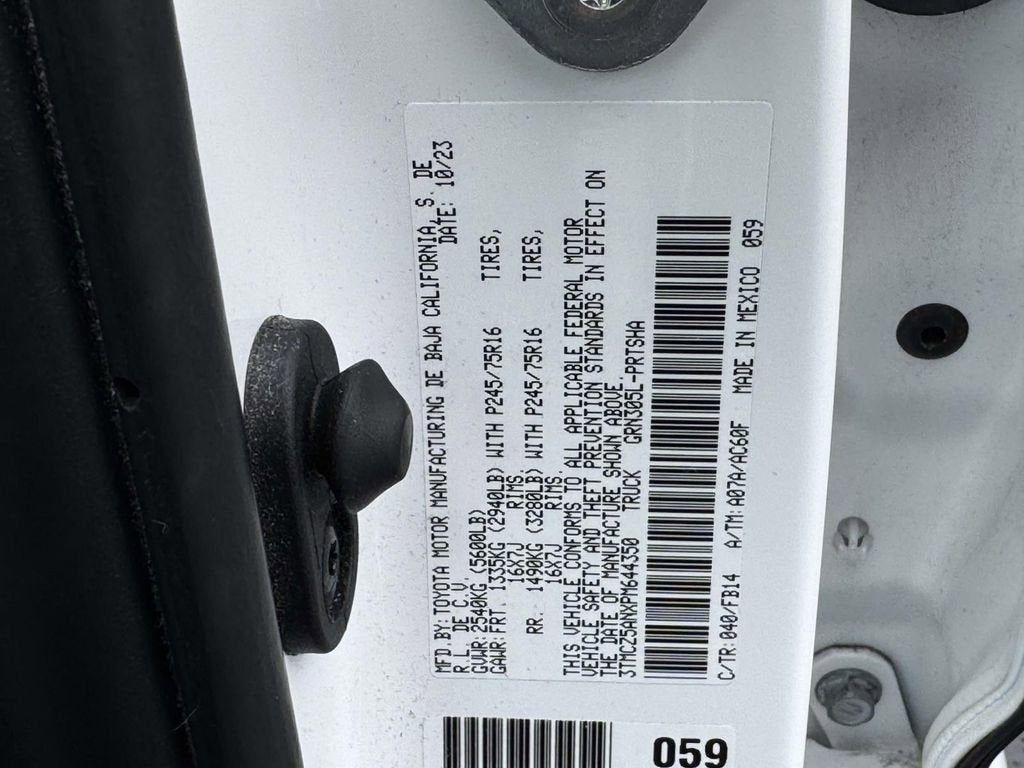 MFD. BY: TOYOTA MOTOR MANUFACTURING DE BAJA CALIFORNIA, S. DE
R. L. DE C. V. DATE: 10/23
GVWR: 2540KG (5600LB)
GAWR: FRT. 1335KG (2940LB) WITH P245/75R16 TIRES,
16X7J RIMS
RR. 1490KG (3280LB) WITH P245/75R16 TIRES,
16X7J RIMS.
THIS VEHICLE CONFORMS TO ALL APPLICABLE FEDERAL MOTOR
VEHICLE SAFETY AND THEFT PREVENTION STANDARDS IN EFFECT ON
THE DATE OF MANUFACTURE SHOWN ABOVE.
3TMCZ5ANXPM644350 TRUCK GRN305L-PRTSHA
C/TR: 040/FB14 A/TM: A07A/AC60F MADE IN MEXICO 059
059